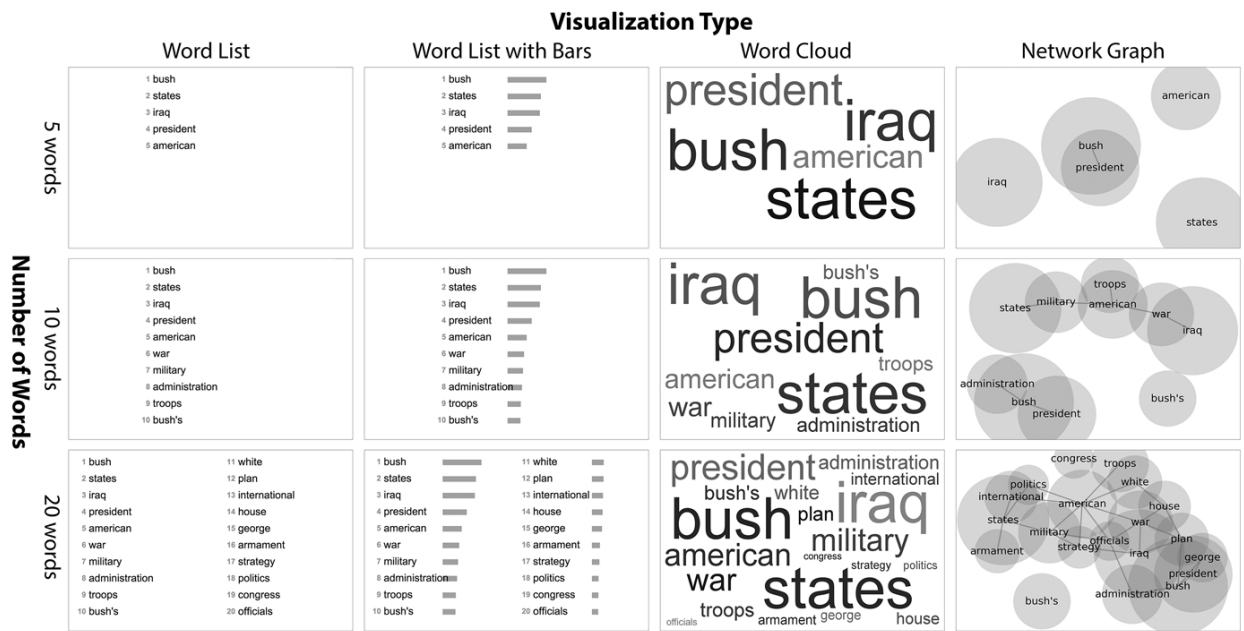 Visualization Type
Word List
Word List with Bars
Word Cloud
Network Graph
Number of Words
5 words
1 bush
2 states
3 iraq
4 president
5 american
1 bush
2 states
3 iraq
4 president
5 american
president
iraq
bush
american
states
american
bush
president
iraq
states
10 words
1 bush
2 states
3 iraq
4 president
5 american
6 war
7 military
8 administration
9 troops
10 bush's
1 bush
2 states
3 iraq
4 president
5 american
6 war
7 military
8 administration
9 troops
10 bush's
iraq
bush's
bush
president
troops
american
states
war
military
administration
troops
states
military
american
war
iraq
administration
bush
president
bush's
20 words
1 bush
2 states
3 iraq
4 president
5 american
6 war
7 military
8 administration
9 troops
10 bush's
11 white
12 plan
13 international
14 house
15 george
16 armament
17 strategy
18 politics
19 congress
20 officials
1 bush
2 states
3 iraq
4 president
5 american
6 war
7 military
8 administration
9 troops
10 bush's
11 white
12 plan
13 international
14 house
15 george
16 armament
17 strategy
18 politics
19 congress
20 officials
president
administration
international
bush's
white
iraq
bush
plan
military
american
congress
strategy
politics
war
states
troops
officials
armament
george
house
congress
troops
politics
white
international
american
house
states
war
military
officials
plan
armament
strategy
iraq
george
president
bush
administration
bush's